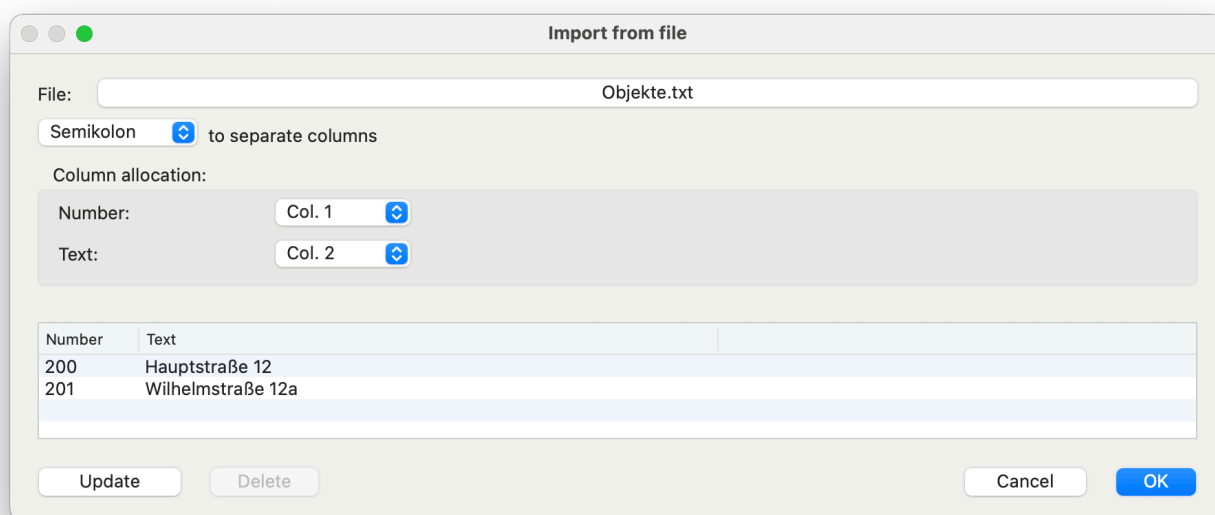 Import from file
File: Objekte.txt
Semikolon to separate columns
Column allocation:
Number: Col. 1
Text: Col. 2
Number Text
200 Hauptstraße 12
201 Wilhelmstraße 12a
Update Delete Cancel OK